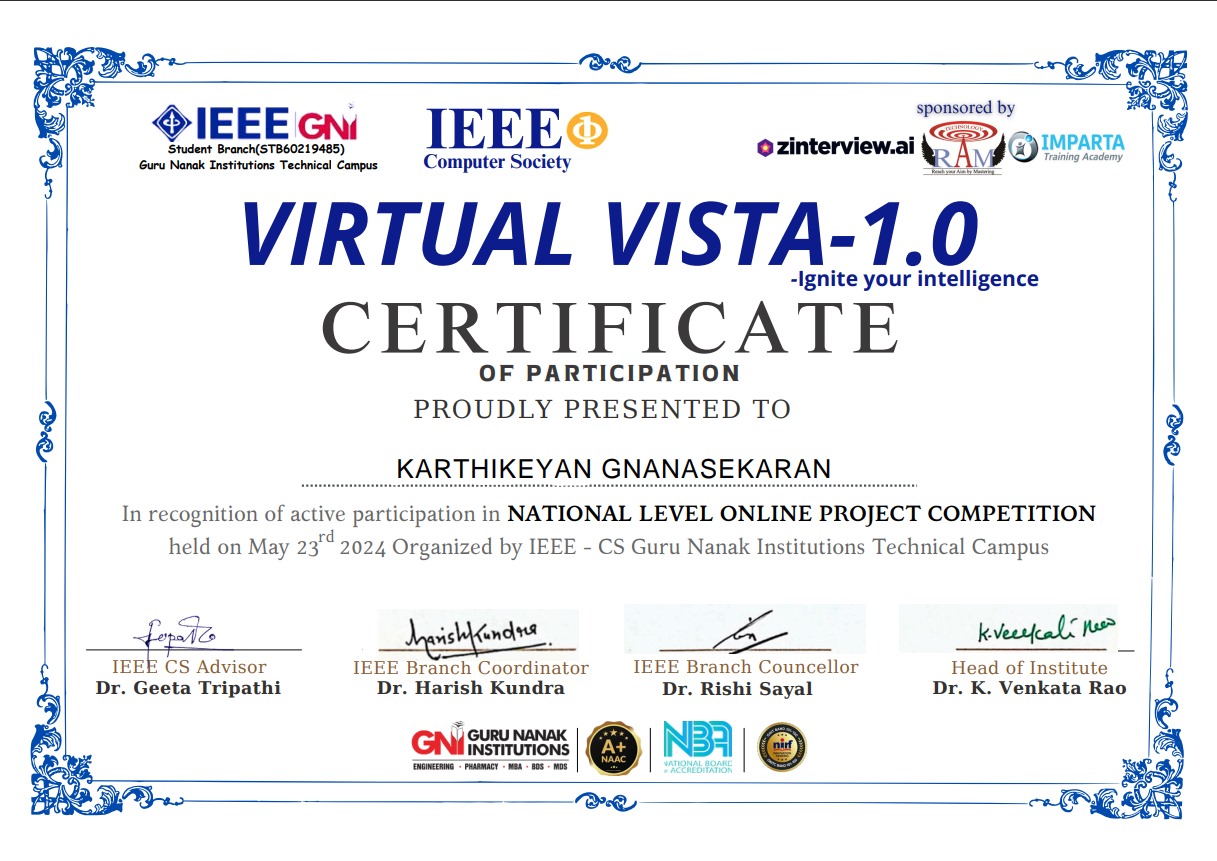 IEEE GNi
Student Branch(STB60219485)
Guru Nanak Institutions Technical Campus
IEEE
Computer Society
sponsored by
zinterview.ai
TECHNOLOGY
RAM
Reach your Aim by Mastering
IMPARTA
Training Academy
VIRTUAL VISTA-1.0
-Ignite your intelligence
CERTIFICATE
OF PARTICIPATION
PROUDLY PRESENTED TO
KARTHIKEYAN GNANASEKARAN
In recognition of active participation in NATIONAL LEVEL ONLINE PROJECT COMPETITION
held on May 23rd 2024 Organized by IEEE - CS Guru Nanak Institutions Technical Campus
HarishKundra
K. Venkat Rao
IEEE CS Advisor IEEE Branch Coordinator IEEE Branch Councellor Head of Institute
Dr. Geeta Tripathi Dr. Harish Kundra Dr. Rishi Sayal Dr. K. Venkata Rao
GNi GURU NANAK
INSTITUTIONS
ENGINEERING • PHARMACY • MBA • BDS • MDS
A+
NAAC
NBA
NATIONAL BOARD
of ACCREDITATION
nirf